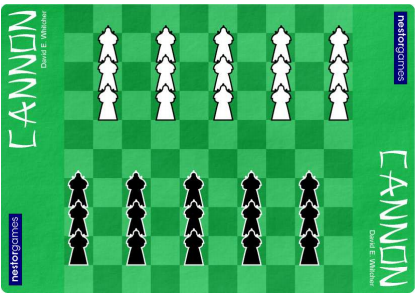 CANNON
David E. Whitcher
nestorgames
nestorgames
CANNON
David E. Whitcher